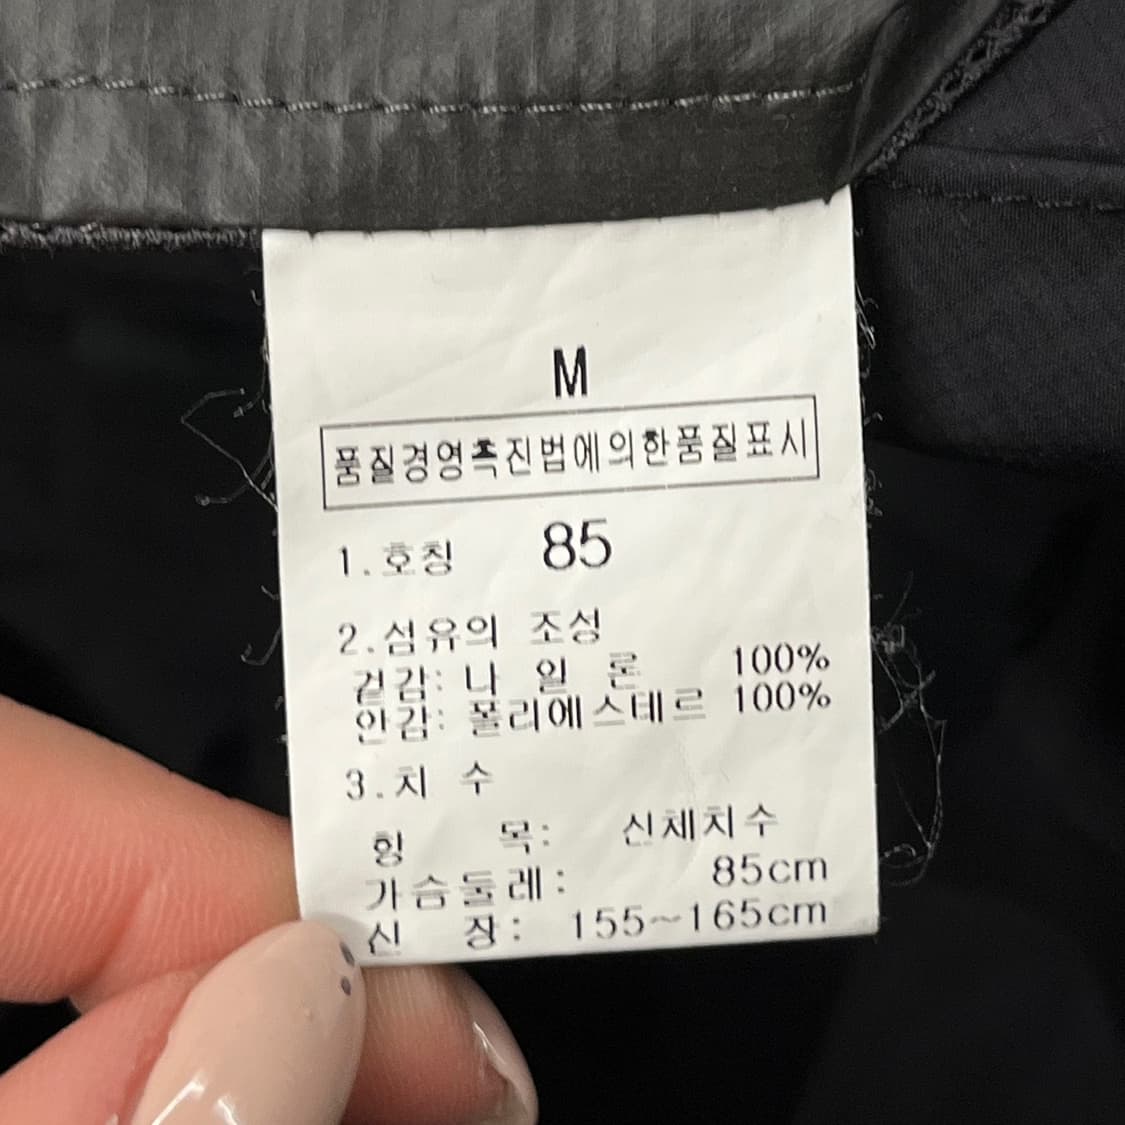 M
품질경영촉진법에의한품질표시
1.호칭 85
2.섬유의 조성
겉감: 나 일 론 100%
안감: 폴리에스테르 100%
3.치 수
항 목: 신체치수
가슴둘레: 85cm
신 장: 155~165cm